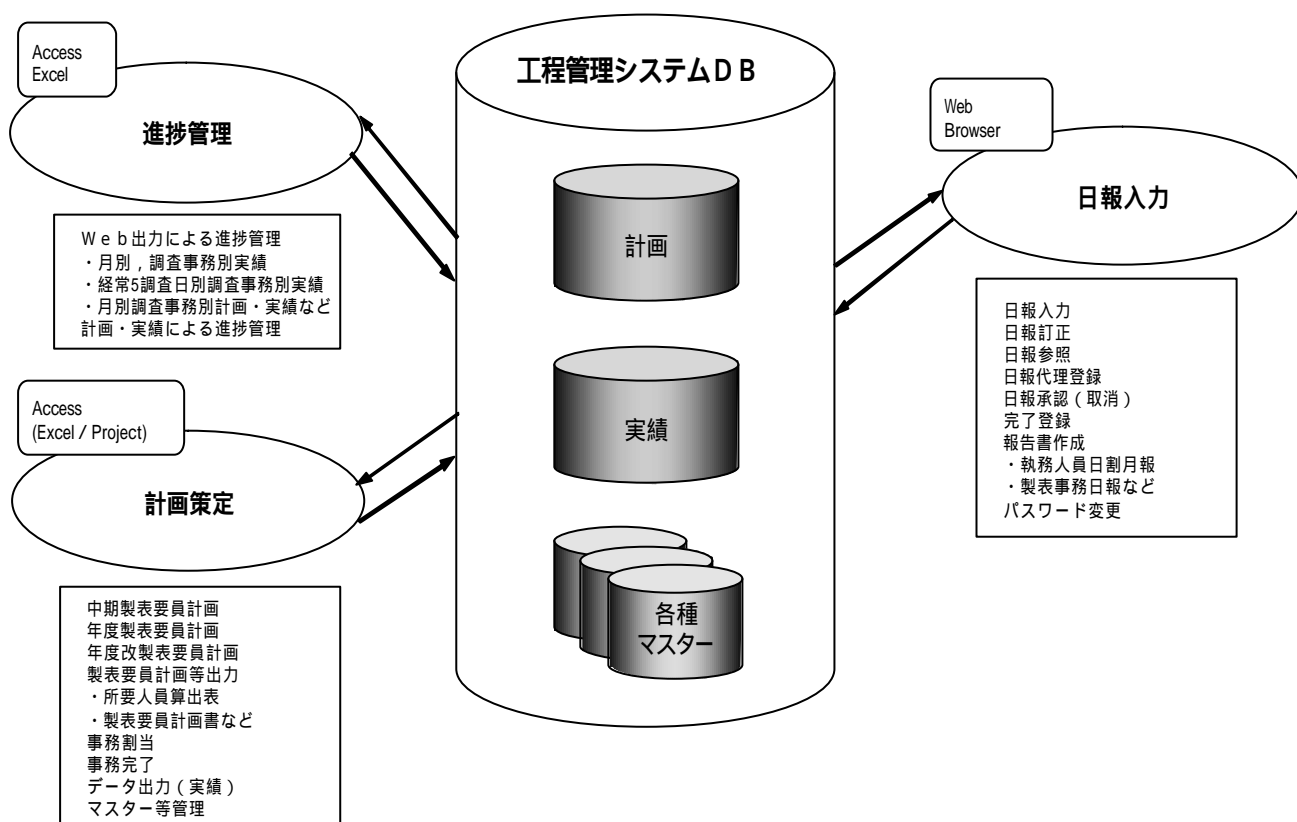 Access
Excel
進捗管理
Ｗｅｂ出力による進捗管理
・月別，調査事務別実績
・経常5調査日別調査事務別実績
・月別調査事務別計画・実績など
計画・実績による進捗管理
Access
(Excel / Project)
計画策定
中期製表要員計画
年度製表要員計画
年度改製表要員計画
製表要員計画等出力
・所要人員算出表
・製表要員計画書など
事務割当
事務完了
データ出力（実績）
マスター等管理
工程管理システムＤＢ
計画
実績
各種
マスター
Web
Browser
日報入力
日報入力
日報訂正
日報参照
日報代理登録
日報承認（取消）
完了登録
報告書作成
・執務人員日割月報
・製表事務日報など
パスワード変更